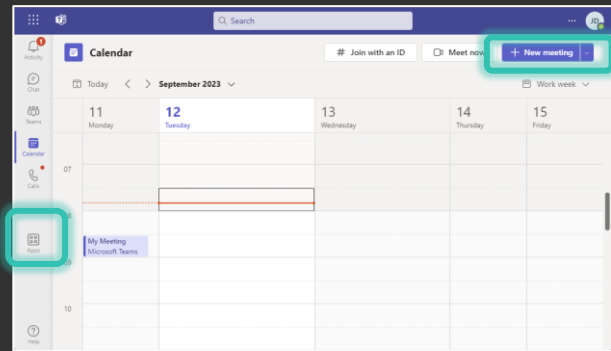 Search
JD
Activity
Chat
Teams
Calendar
Calls
Apps
Help
Calendar
# Join with an ID
Meet now
+ New meeting
Today
September 2023
Work week
11
Monday
12
Tuesday
13
Wednesday
14
Thursday
15
Friday
07
My Meeting
Microsoft Teams
09
10